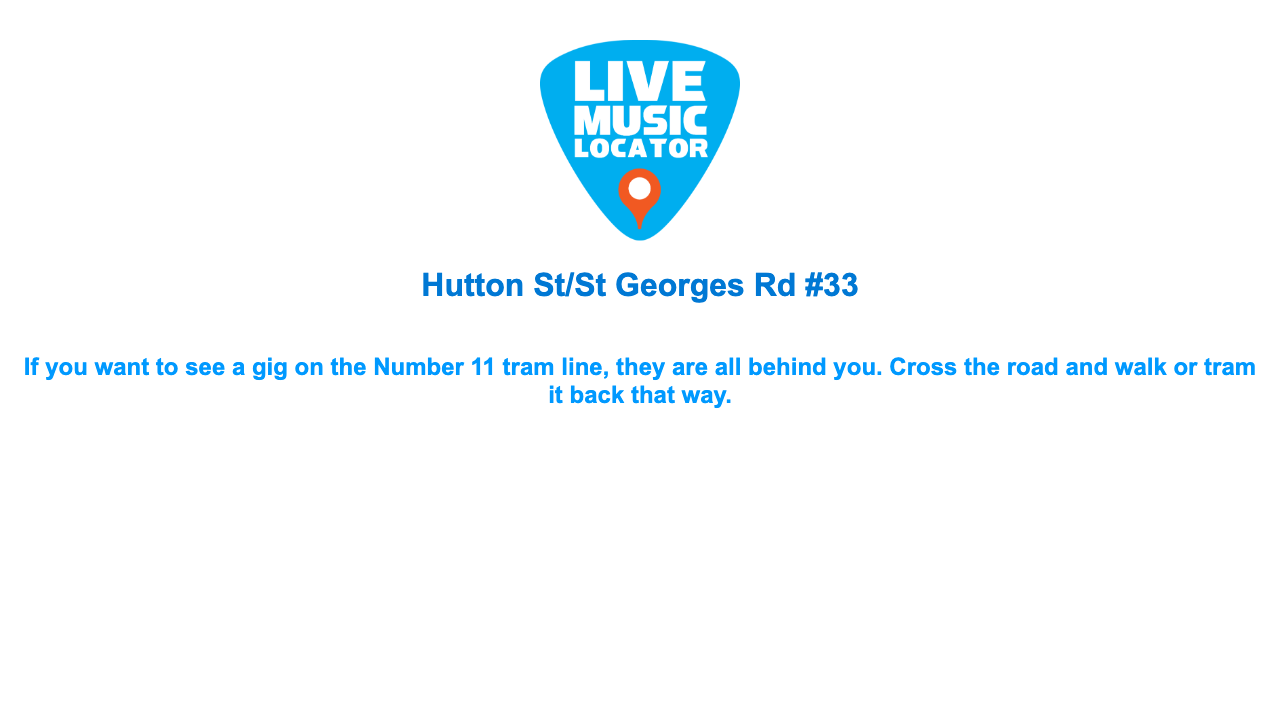 LIVE
MUSIC
LOCATOR
Hutton St/St Georges Rd #33
If you want to see a gig on the Number 11 tram line, they are all behind you. Cross the road and walk or tram
it back that way.